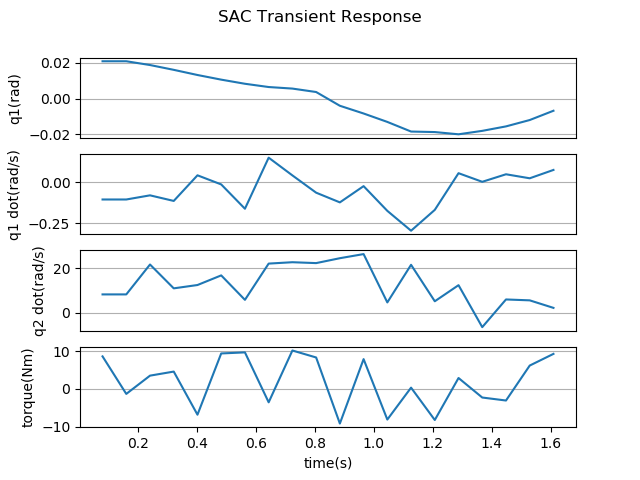 SAC Transient Response
q1(rad)
0.02
0.00
−0.02
q1 dot(rad/s)
0.00
−0.25
q2 dot(rad/s)
20
0
torque(Nm)
10
0
−10
0.2 0.4 0.6 0.8 1.0 1.2 1.4 1.6
time(s)